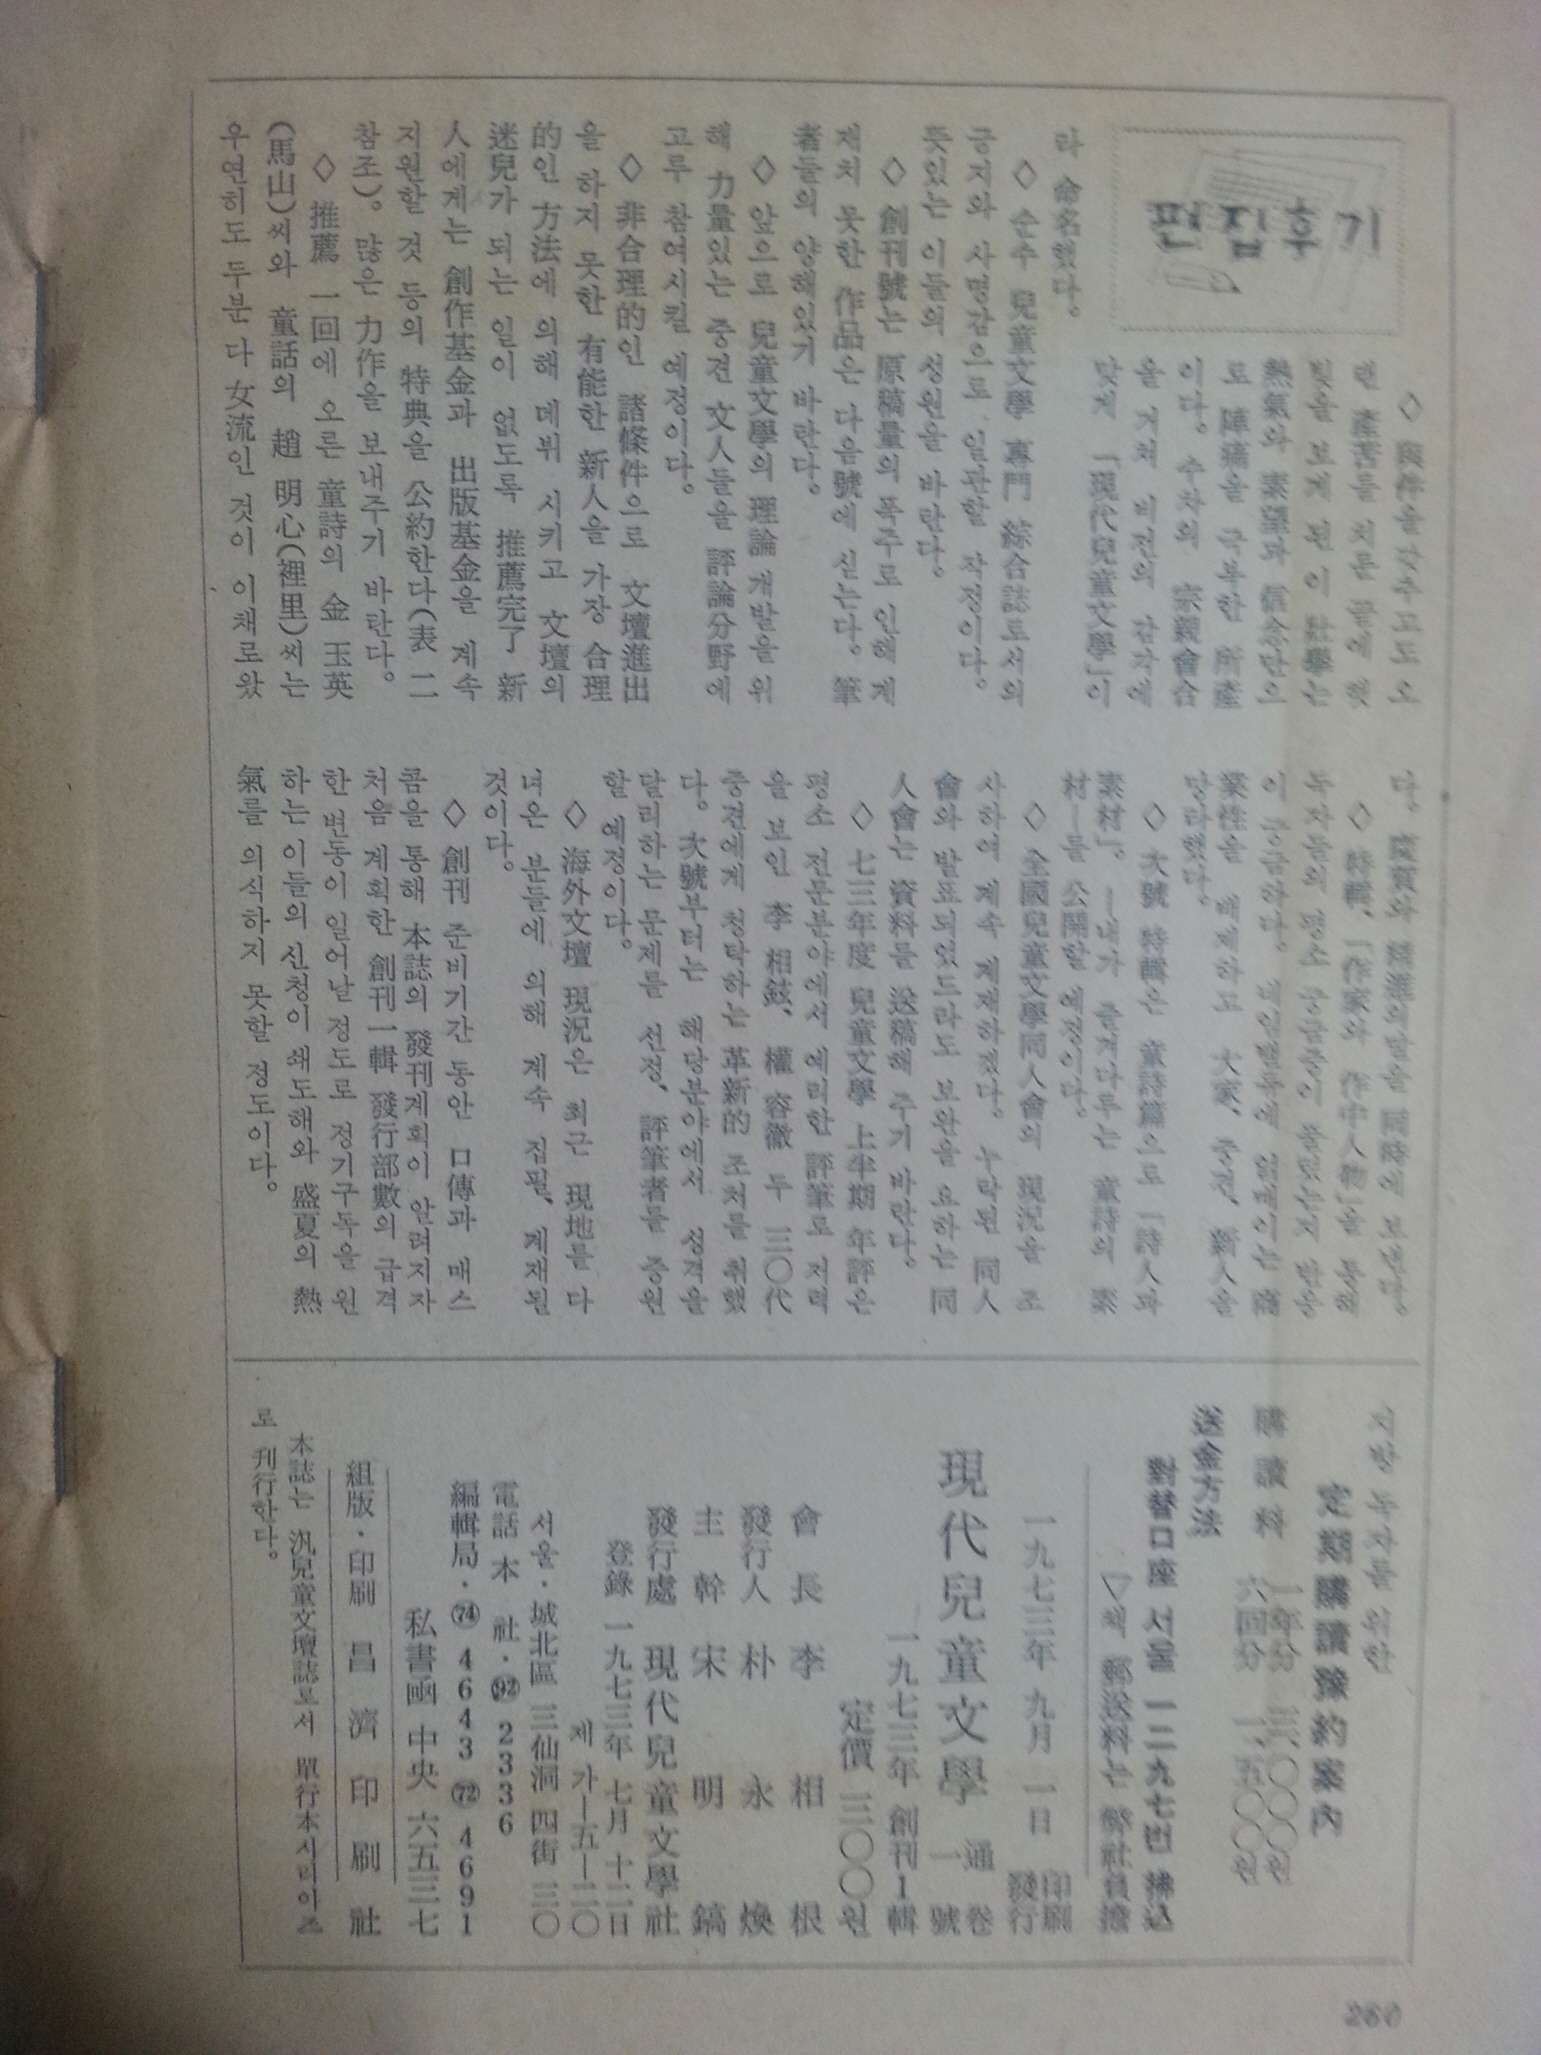 편집후기
◇ 與件을 갖추고도 오
랜 産苦를 치른 끝에 햇
빛을 보게 된 이 壯擧는
熱氣와 素望과 信念만으
로 陣痛을 극복한 所產
이다. 수차의 宗親會合
을 거쳐 비전의 감각에
맞게 「現代兒童文學」이
라 命名했다.
◇ 순수 兒童文學 專門 綜合誌로서의
긍지와 사명감으로 일관할 작정이다.
뜻있는 이들의 성원을 바란다.
◇ 創刊號는 原稿量의 폭주로 인해 게
재치 못한 作品은 다음號에 싣는다. 筆
者들의 양해있기 바란다.
◇ 앞으로 兒童文學의 理論 개발을 위
해 力量있는 중견 文人들을 評論分野에
고루 참여시킬 예정이다.
◇ 非合理的인 諸條件으로 文壇進出
을 하지 못한 有能한 新人을 가장 合理
的인 方法에 의해 데뷔 시키고 文壇의
迷兒가 되는 일이 없도록 推薦完了 新
人에게는 創作基金과 出版基金을 계속
지원할 것 등의 特典을 公約한다(表 二
참조)。많은 力作을 보내주기 바란다。
◇ 推薦 一回에 오른 童詩의 金 玉英
(馬山)씨와 童話의 趙 明心(裡里)씨는
우연히도 두분 다 女流인 것이 이채로왔
다. 慶賀와 精進의말을 同時에 보낸다.
◇ 特輯、「作家와 作中人物」을 통해
독자들의 평소 궁금증이 풀렸는지 반응
이 궁금하다. 네임밸류에 얽매이는 商
業性을 배제하고 大家、중견、新人을
망라했다.
◇ 次號 特輯은 童詩篇으로 「詩人과
素材」。—내가 즐겨다루는 童詩의 素
材—를 公開할 예정이다.
◇ 全國兒童文學同人會의 現況을 조
사하여 계속 게재하겠다. 누락된 同人
會와 발표되었드라도 보완을 요하는 同
人會는 資料를 送稿해 주기 바란다.
◇ 七三年度 兒童文學 上半期 年評은
평소 전문분야에서 예리한 評筆로 저력
을 보인 李 相鉉、權 容徹 두 三〇代
중견에게 청탁하는 革新的 조처를 취했
다。次號부터는 해당분야에서 성격을
달리하는 문제를 선정、評筆者를 증원
할 예정이다。
◇ 海外文壇 現況은 최근 現地를 다
녀온 분들에 의해 계속 집필、게재된
것이다。
◇ 創刊 준비기간 동안 口傳과 매스
콤을 통해 本誌의 發刊계획이 알려지자
처음 계획한 創刊一輯 發行部數의 급격
한 변동이 일어날 정도로 정기구독을 원
하는 이들의 신청이 쇄도해와 盛夏의 熱
氣를 의식하지 못할 정도이다。
지방 독자를 위한
定期購讀豫約案內
購讀料 一年分 三、〇〇〇원
六回分 一、五〇〇원
送金方法
對替口座 서울 一二九七번 拂込
▽책 郵送料는 弊社負擔
一九七三年 九月 一日 印刷 發行
現代兒童文學 通卷 一號
一九七三年 創刊1輯
定價 三〇〇원
會長 李相根
發行人 朴永煥
主幹 宋明鎬
發行處 現代兒童文學社
登錄 一九七三年 七月 十二日
제 가—五—二〇
서울·城北區 三仙洞 四街 三〇
電話 本社·㉒ 2336
編輯局·㊹ 4643 ㊷ 4691
私書函 中央 六五三七
組版·印刷 昌濟印刷社
本誌는 汎兒童文壇誌로서 單行本시리이즈
로 刊行한다。
260